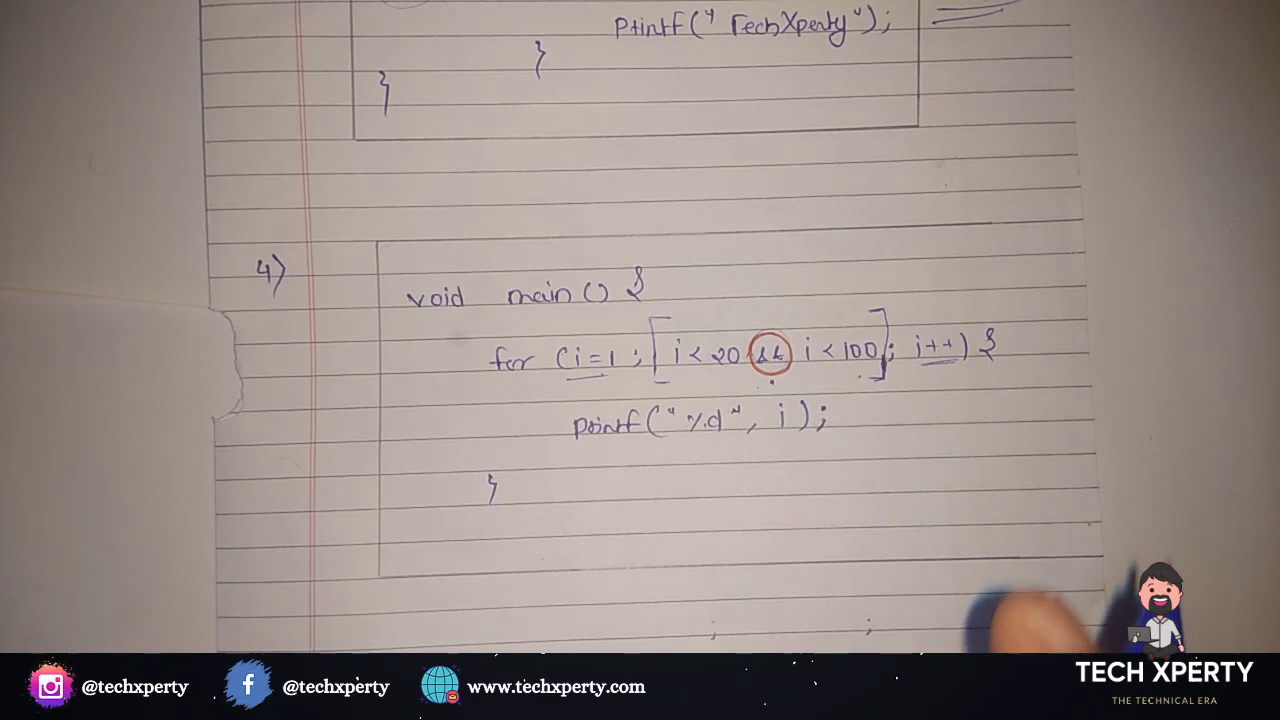 printf("TechXperty");
}
}
4)
void main() {
for (i=1; [i<20 && i<100]; i++) {
printf("%d", i);
}
; ;
TECH XPERTY
THE TECHNICAL ERA
@techxperty @techxperty www.techxperty.com